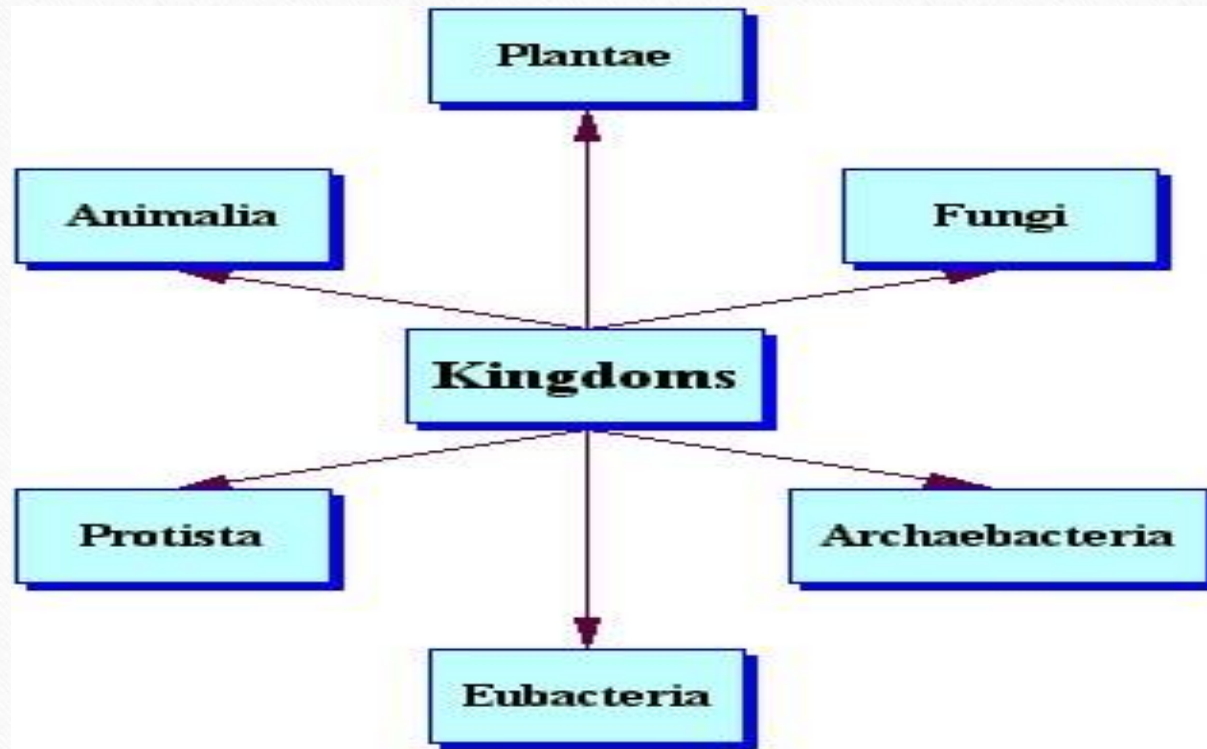 Plantae
Animalia
Fungi
Kingdoms
Protista
Archaebacteria
Eubacteria